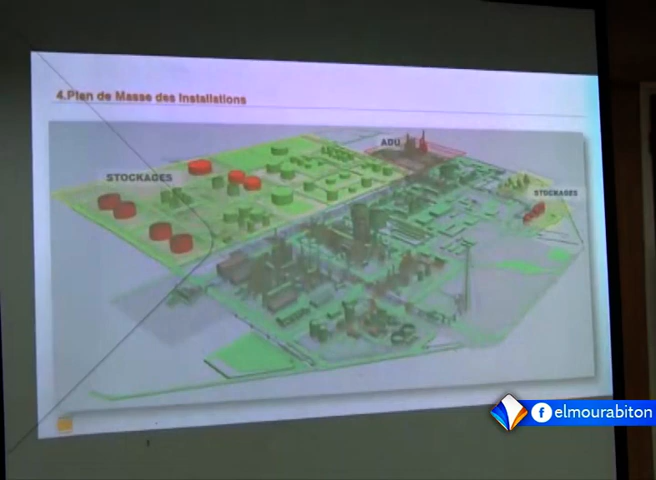 4.Plan de Masse des Installations
ADU
STOCKAGES
STOCKAGES
elmourabiton